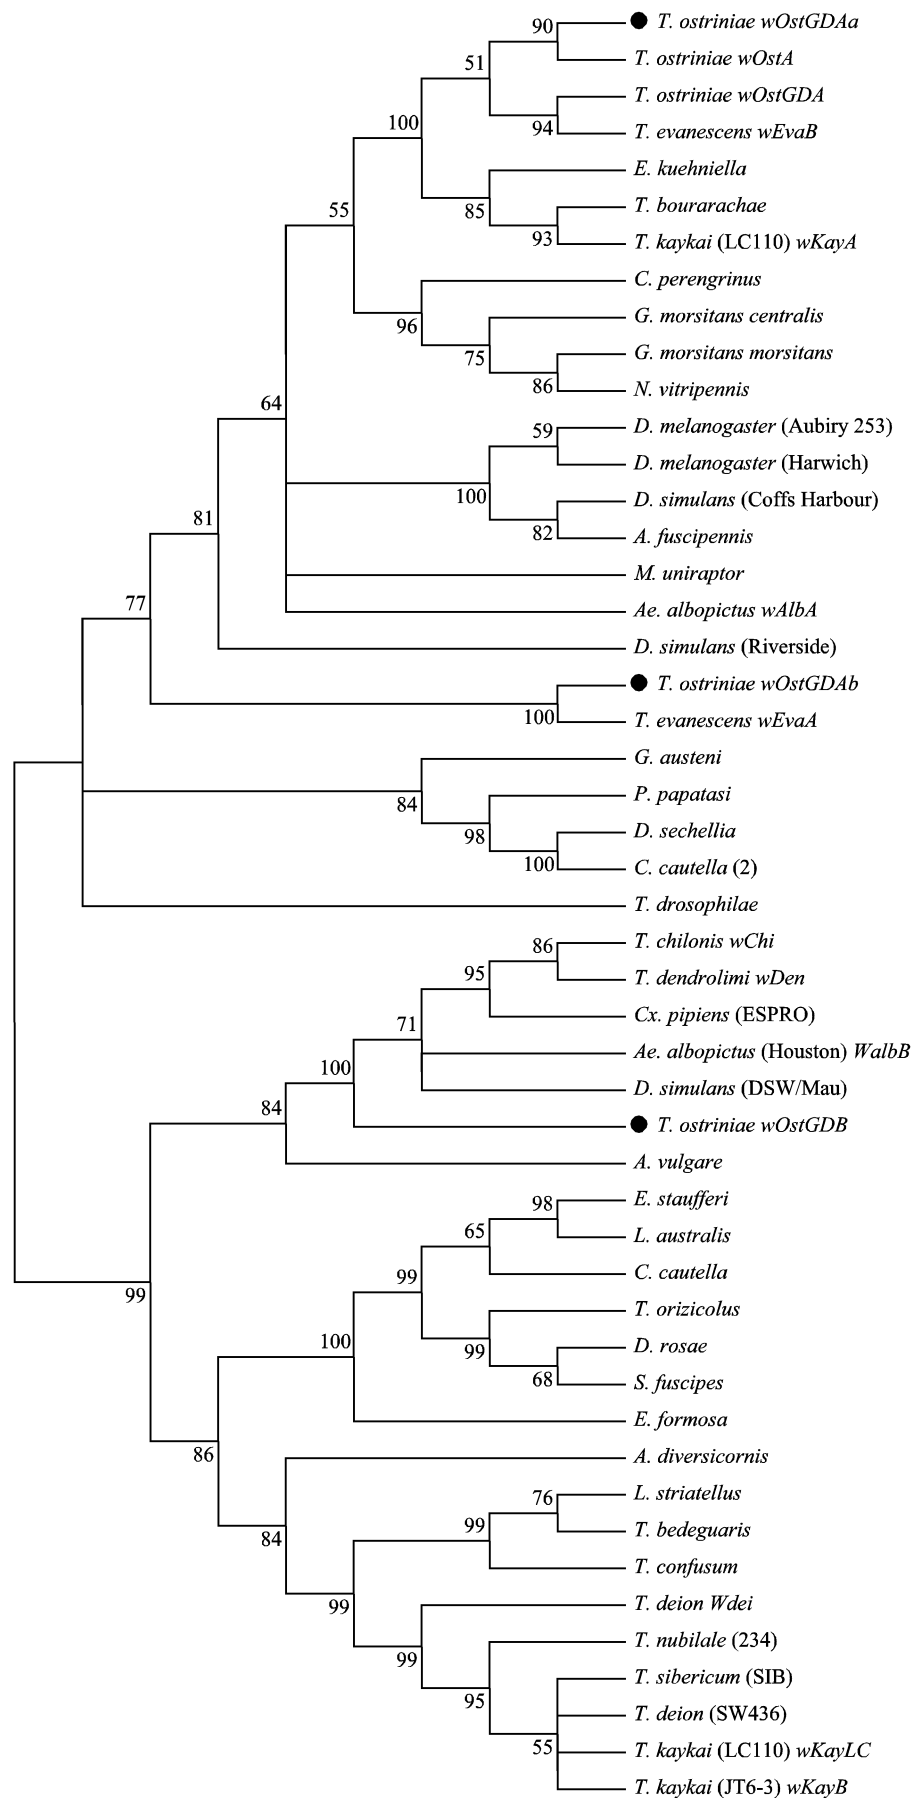 90
T. ostriniae wOstGDAa
T. ostriniae wOstA
51
T. ostriniae wOstGDA
94
T. evanescens wEvaB
100
E. kuehniella
85
T. bourarachae
93
T. kaykai (LC110) wKayA
55
C. perengrinus
96
G. morsitans centralis
75
G. morsitans morsitans
86
N. vitripennis
64
59
D. melanogaster (Aubiry 253)
D. melanogaster (Harwich)
100
D. simulans (Coffs Harbour)
82
A. fuscipennis
81
M. uniraptor
77
Ae. albopictus wAlbA
D. simulans (Riverside)
T. ostriniae wOstGDAb
100
T. evanescens wEvaA
G. austeni
84
P. papatasi
98
D. sechellia
100
C. cautella (2)
T. drosophilae
86
T. chilonis wChi
95
T. dendrolimi wDen
Cx. pipiens (ESPRO)
71
Ae. albopictus (Houston) WalbB
100
D. simulans (DSW/Mau)
84
T. ostriniae wOstGDB
A. vulgare
98
E. staufferi
65
L. australis
99
C. cautella
99
T. orizicolus
99
100
D. rosae
68
S. fuscipes
E. formosa
86
A. diversicornis
76
L. striatellus
99
T. bedeguaris
84
T. confusum
99
T. deion Wdei
99
T. nubilale (234)
95
T. sibericum (SIB)
T. deion (SW436)
55
T. kaykai (LC110) wKayLC
T. kaykai (JT6-3) wKayB